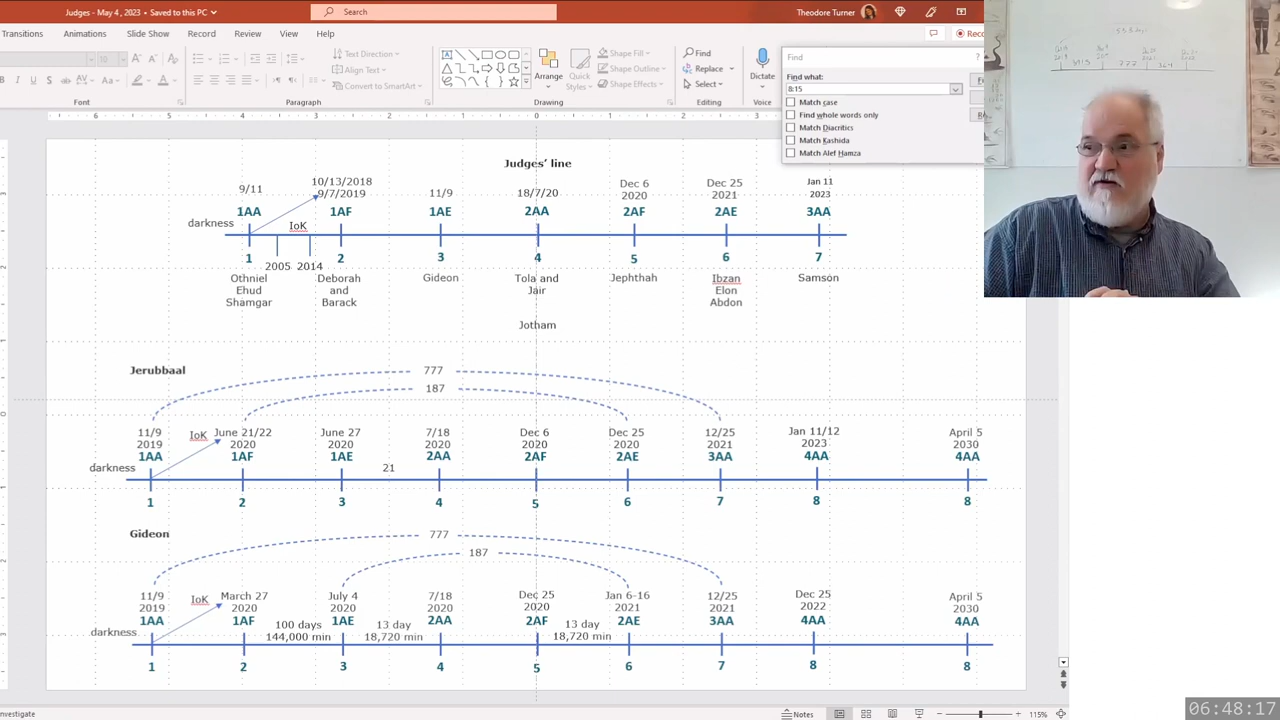 Judges - May 4, 2023 • Saved to this PC
Search
Theodore Turner
Transitions Animations Slide Show Record Review View Help
Text Direction
Align Text
Convert to SmartArt
Paragraph
Arrange
Quick
Styles
Shape Fill
Shape Outline
Shape Effects
Drawing
Find
Replace
Select
Editing
Dictate
Voice
Find
?
Find what:
8:15
Match case
Find whole words only
Match Diacritics
Match Kashida
Match Alef Hamza
6 5 4 3 2 1 0 1 2 3
Judges' line
9/11
10/13/2018
9/7/2019
11/9
18/7/20
Dec 6
2020
Dec 25
2021
Jan 11
2023
1AA 1AF 1AE 2AA 2AF 2AE 3AA
darkness
IoK
1 2 3 4 5 6 7
2005 2014
Othniel
Ehud
Shamgar
Deborah
and
Barack
Gideon
Tola and
Jair
Jotham
Jephthah
Ibzan
Elon
Abdon
Samson
Jerubbaal
777
187
11/9
2019
IoK
June 21/22
2020
June 27
2020
7/18
2020
Dec 6
2020
Dec 25
2020
12/25
2021
Jan 11/12
2023
April 5
2030
1AA 1AF 1AE 2AA 2AF 2AE 3AA 4AA 4AA
darkness
21
1 2 3 4 5 6 7 8 8
Gideon
777
187
11/9
2019
IoK
March 27
2020
July 4
2020
7/18
2020
Dec 25
2020
Jan 6-16
2021
12/25
2021
Dec 25
2022
April 5
2030
1AA 1AF 1AE 2AA 2AF 2AE 3AA 4AA 4AA
darkness
100 days
144,000 min
13 day
18,720 min
13 day
18,720 min
1 2 3 4 5 6 7 8 8
nvestigate
Notes
115%
06:48:17